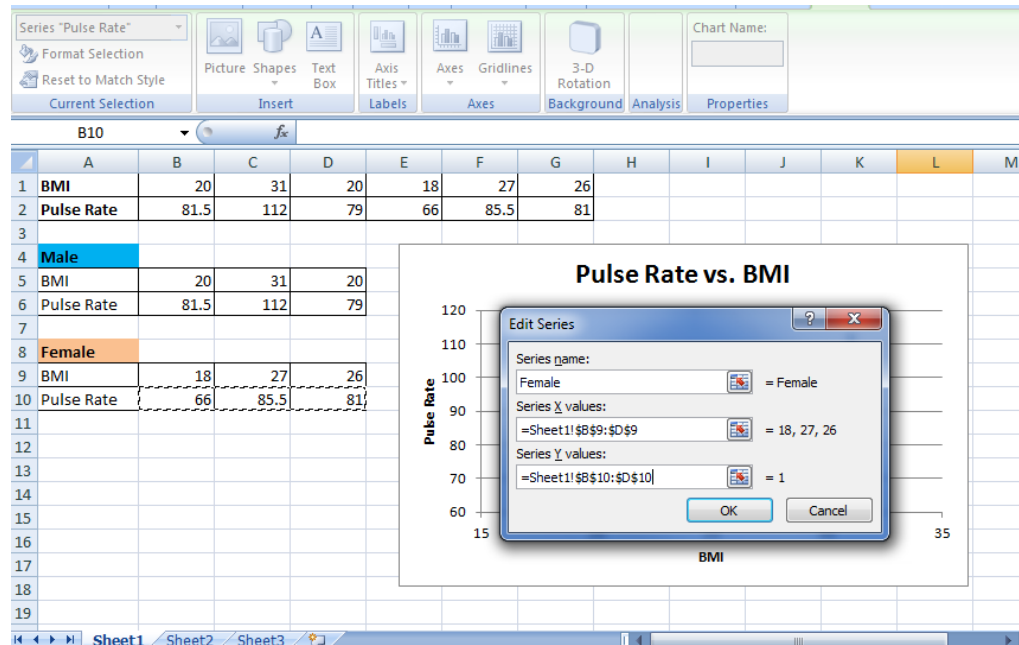 Series "Pulse Rate"
Format Selection
Reset to Match Style
Current Selection
Picture Shapes Text Box
Insert
Axis Titles
Labels
Axes Gridlines
Axes
3-D Rotation
Background
Analysis
Chart Name:
Properties
B10 fx
A B C D E F G H I J K L M
1 BMI 20 31 20 18 27 26
2 Pulse Rate 81.5 112 79 66 85.5 81
3
4 Male
5 BMI 20 31 20
6 Pulse Rate 81.5 112 79
7
8 Female
9 BMI 18 27 26
10 Pulse Rate 66 85.5 81
11
12
13
14
15
16
17
18
19
Pulse Rate vs. BMI
Pulse Rate
120
110
100
90
80
70
60
15 35
BMI
Edit Series ? X
Series name:
Female = Female
Series X values:
=Sheet1!$B$9:$D$9 = 18, 27, 26
Series Y values:
=Sheet1!$B$10:$D$10 = 1
OK Cancel
Sheet1 Sheet2 Sheet3